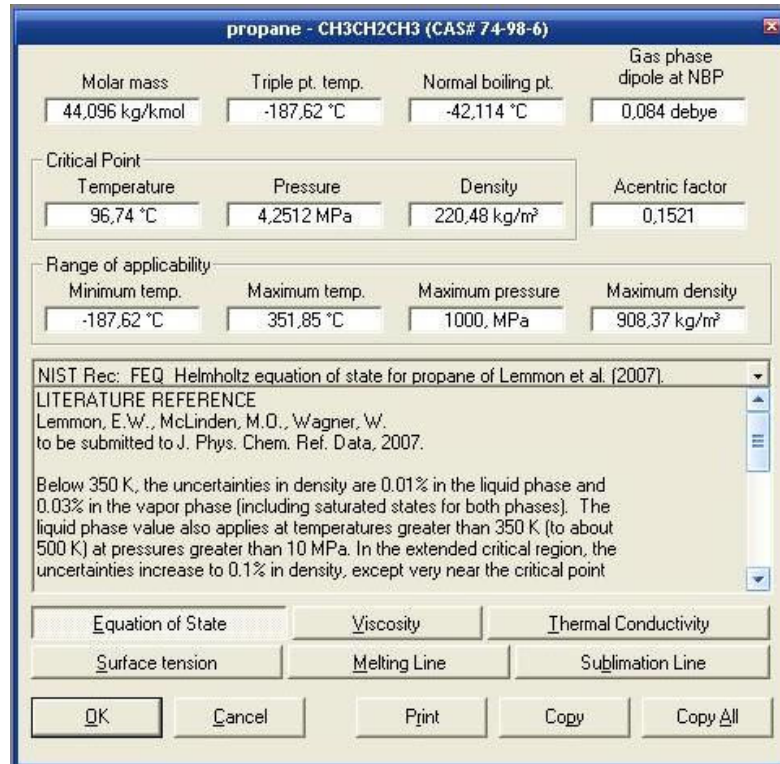 propane - CH3CH2CH3 (CAS# 74-98-6)
Molar mass Triple pt. temp. Normal boiling pt. Gas phase dipole at NBP
44,096 kg/kmol -187,62 °C -42,114 °C 0,084 debye
Critical Point
Temperature Pressure Density Acentric factor
96,74 °C 4,2512 MPa 220,48 kg/m³ 0,1521
Range of applicability
Minimum temp. Maximum temp. Maximum pressure Maximum density
-187,62 °C 351,85 °C 1000, MPa 908,37 kg/m³
NIST Rec: FEQ Helmholtz equation of state for propane of Lemmon et al. (2007).
LITERATURE REFERENCE
Lemmon, E.W., McLinden, M.O., Wagner, W.
to be submitted to J. Phys. Chem. Ref. Data, 2007.
Below 350 K, the uncertainties in density are 0.01% in the liquid phase and
0.03% in the vapor phase (including saturated states for both phases). The
liquid phase value also applies at temperatures greater than 350 K (to about
500 K) at pressures greater than 10 MPa. In the extended critical region, the
uncertainties increase to 0.1% in density, except very near the critical point
Equation of State Viscosity Thermal Conductivity
Surface tension Melting Line Sublimation Line
OK Cancel Print Copy Copy All